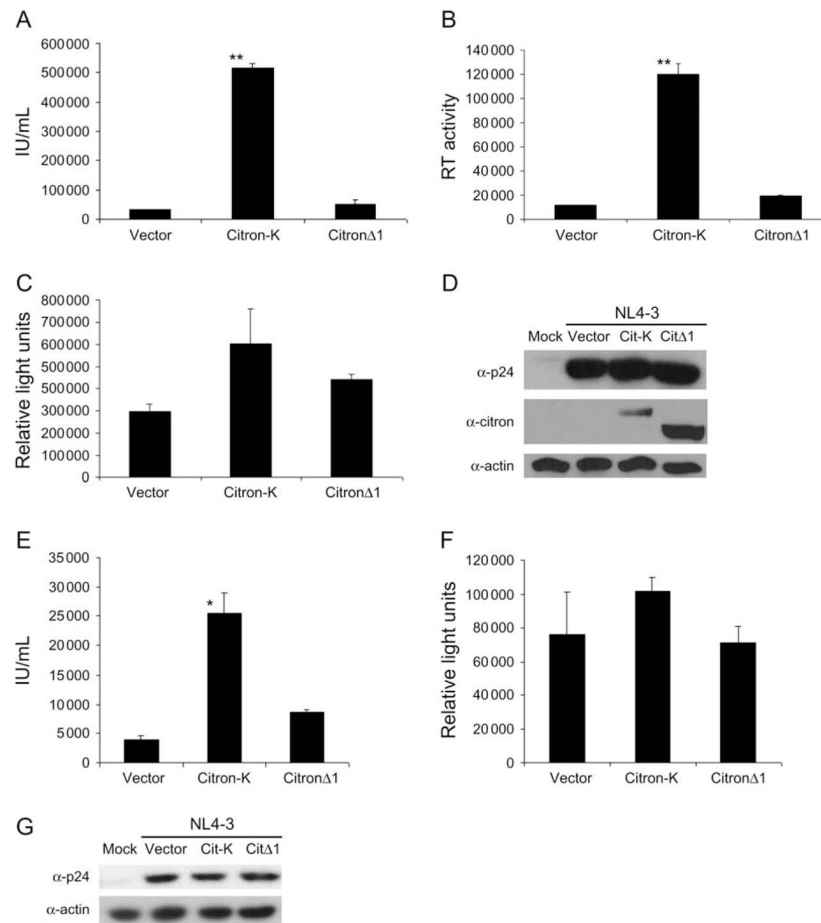 A
600000
500000
400000
300000
200000
100000
0
IU/mL
**
Vector Citron-K CitronΔ1
B
140000
120000
100000
80000
60000
40000
20000
0
RT activity
**
Vector Citron-K CitronΔ1
C
800000
700000
600000
500000
400000
300000
200000
100000
0
Relative light units
Vector Citron-K CitronΔ1
D
NL4-3
Mock Vector Cit-K CitΔ1
α-p24
α-citron
α-actin
E
35000
30000
25000
20000
15000
10000
5000
0
IU/mL
*
Vector Citron-K CitronΔ1
F
120000
100000
80000
60000
40000
20000
0
Relative light units
Vector Citron-K CitronΔ1
G
NL4-3
Mock Vector Cit-K CitΔ1
α-p24
α-actin